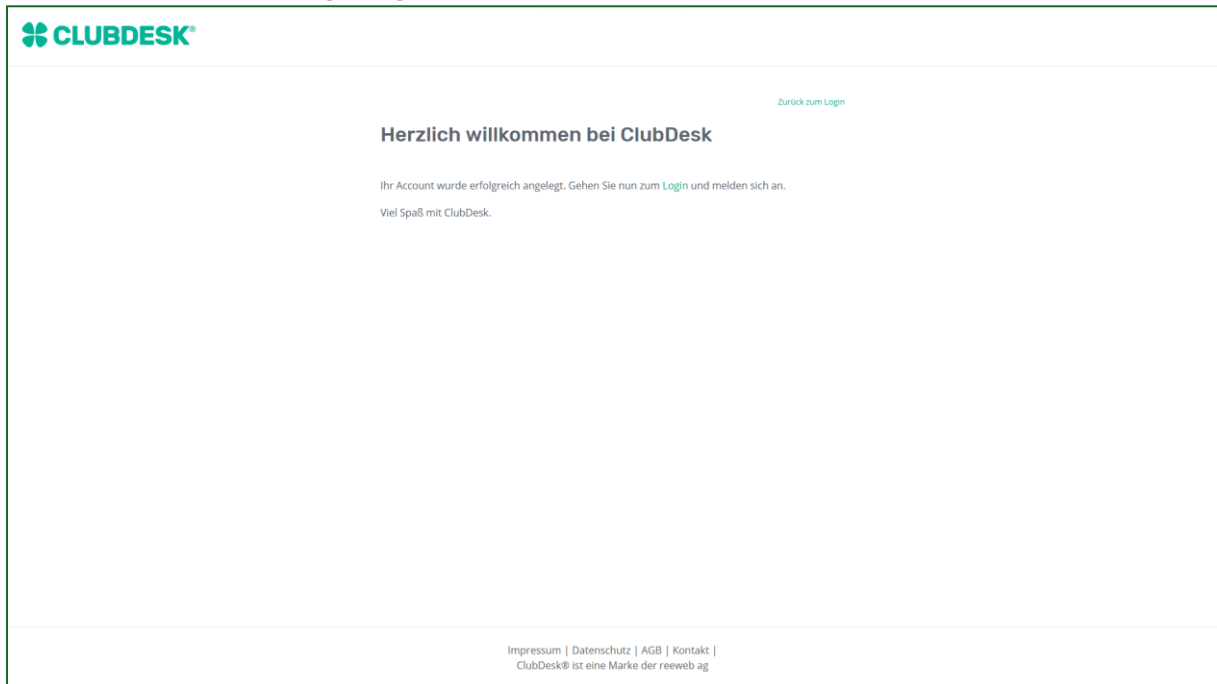 CLUBDESK®
Zurück zum Login
Herzlich willkommen bei ClubDesk
Ihr Account wurde erfolgreich angelegt. Gehen Sie nun zum Login und melden sich an.
Viel Spaß mit ClubDesk.
Impressum | Datenschutz | AGB | Kontakt |
ClubDesk® ist eine Marke der reeweb ag